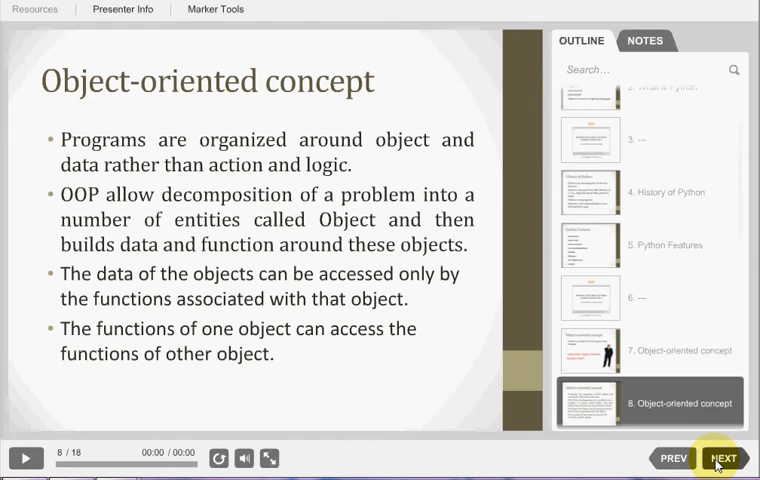 Resources Presenter Info Marker Tools
Object-oriented concept
• Programs are organized around object and
data rather than action and logic.
• OOP allow decomposition of a problem into a
number of entities called Object and then
builds data and function around these objects.
• The data of the objects can be accessed only by
the functions associated with that object.
• The functions of one object can access the
functions of other object.
OUTLINE NOTES
Search...
2. What is Python
3. ---
4. History of Python
5. Python Features
6. ---
7. Object-oriented concept
8. Object-oriented concept
8 / 18 00:00 / 00:00
PREV NEXT